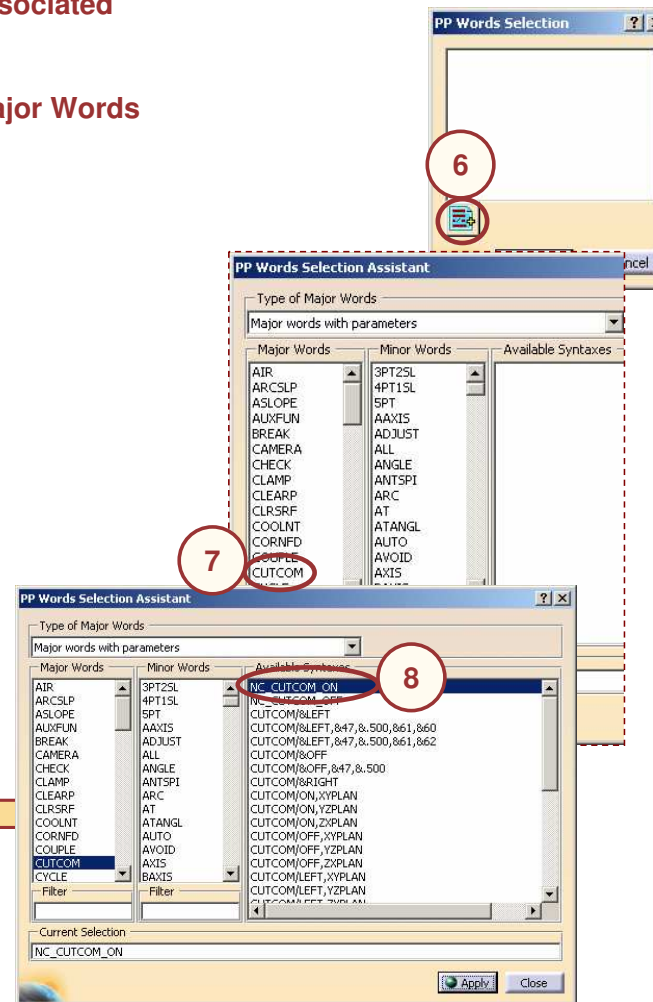 sociated
PP Words Selection
ajor Words
6
ncel
PP Words Selection Assistant
Type of Major Words
Major words with parameters
Major Words
Minor Words
Available Syntaxes
AIR
ARCSLP
ASLOPE
AUXFUN
BREAK
CAMERA
CHECK
CLAMP
CLEARP
CLRSRF
COOLNT
CORNFD
COUPLE
CUTCOM
3PT2SL
4PT1SL
5PT
AAXIS
ADJUST
ALL
ANGLE
ANTSPI
ARC
AT
ATANGL
AUTO
AVOID
AXIS
7
PP Words Selection Assistant
Type of Major Words
Major words with parameters
Major Words
Minor Words
Available Syntaxes
8
AIR
ARCSLP
ASLOPE
AUXFUN
BREAK
CAMERA
CHECK
CLAMP
CLEARP
CLRSRF
COOLNT
CORNFD
COUPLE
CUTCOM
CYCLE
3PT2SL
4PT1SL
5PT
AAXIS
ADJUST
ALL
ANGLE
ANTSPI
ARC
AT
ATANGL
AUTO
AVOID
AXIS
BAXIS
NC_CUTCOM_ON
NC_CUTCOM_OFF
CUTCOM/&LEFT
CUTCOM/&LEFT,&47,&.500,&61,&60
CUTCOM/&LEFT,&47,&.500,&61,&62
CUTCOM/&OFF
CUTCOM/&OFF,&47,&.500
CUTCOM/&RIGHT
CUTCOM/ON,XYPLAN
CUTCOM/ON,YZPLAN
CUTCOM/ON,ZXPLAN
CUTCOM/OFF,XYPLAN
CUTCOM/OFF,YZPLAN
CUTCOM/OFF,ZXPLAN
CUTCOM/LEFT,XYPLAN
CUTCOM/LEFT,YZPLAN
CUTCOM/LEFT,ZXPLAN
Filter
Filter
Current Selection
NC_CUTCOM_ON
Apply
Close